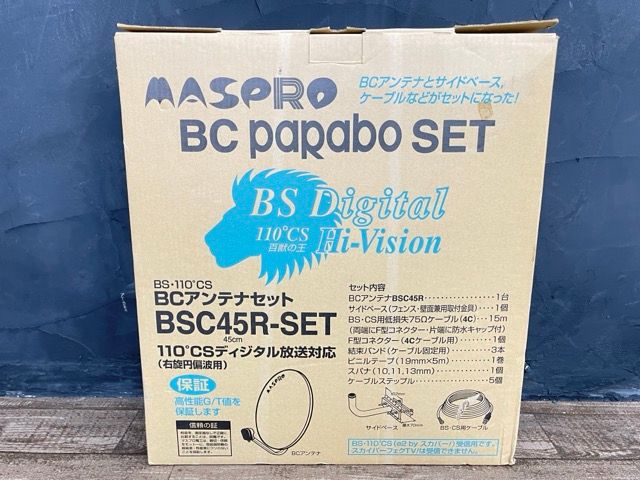 MASPRO
BCアンテナとサイドベース、
ケーブルなどがセットになった!
BC parabo SET
BS Digital
110°CS Hi-Vision
百獣の王
BS・110°CS
BCアンテナセット
BSC45R-SET
45cm
110°CSディジタル放送対応
(右旋円偏波用)
保証
高性能G/T値を
保証します
信頼の証
MASPRO
BCアンテナ
セット内容
BCアンテナBSC45R・・・・・・・・・・・・1台
サイドベース(フェンス・壁面兼用取付金具)・・・・1個
BS・CS用低損失75Ωケーブル(4C)・・15m
(両端にF型コネクター・片端に防水キャップ付)
F型コネクター(4Cケーブル用)・・・・・・・1個
結束バンド(ケーブル固定用)・・・・・・・・3本
ビニルテープ(19mm×5m)・・・・・・・・1巻
スパナ(10,11,13mm)・・・・・・・・・・1個
ケーブルステップル・・・・・・・・・・・・5個
サイドベース
最大70mm
BS・CS用ケーブル
BS・110°CS(e2 by スカパー!)受信用です。
スカイパーフェクTV!は受信できません。